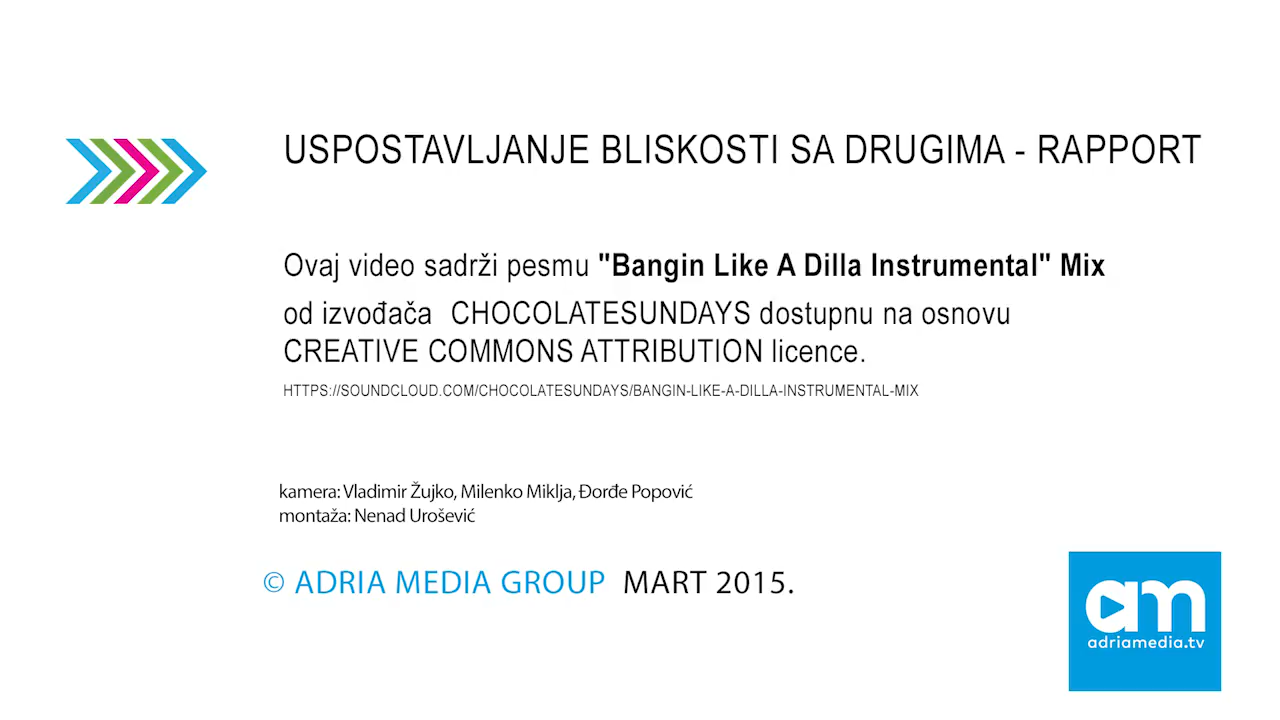 USPOSTAVLJANJE BLISKOSTI SA DRUGIMA - RAPPORT
Ovaj video sadrži pesmu "Bangin Like A Dilla Instrumental" Mix
od izvođača CHOCOLATESUNDAYS dostupnu na osnovu
CREATIVE COMMONS ATTRIBUTION licence.
HTTPS://SOUNDCLOUD.COM/CHOCOLATESUNDAYS/BANGIN-LIKE-A-DILLA-INSTRUMENTAL-MIX
kamera: Vladimir Žujko, Milenko Miklja, Đorđe Popović
montaža: Nenad Urošević
© ADRIA MEDIA GROUP MART 2015.
am
adriamedia.tv